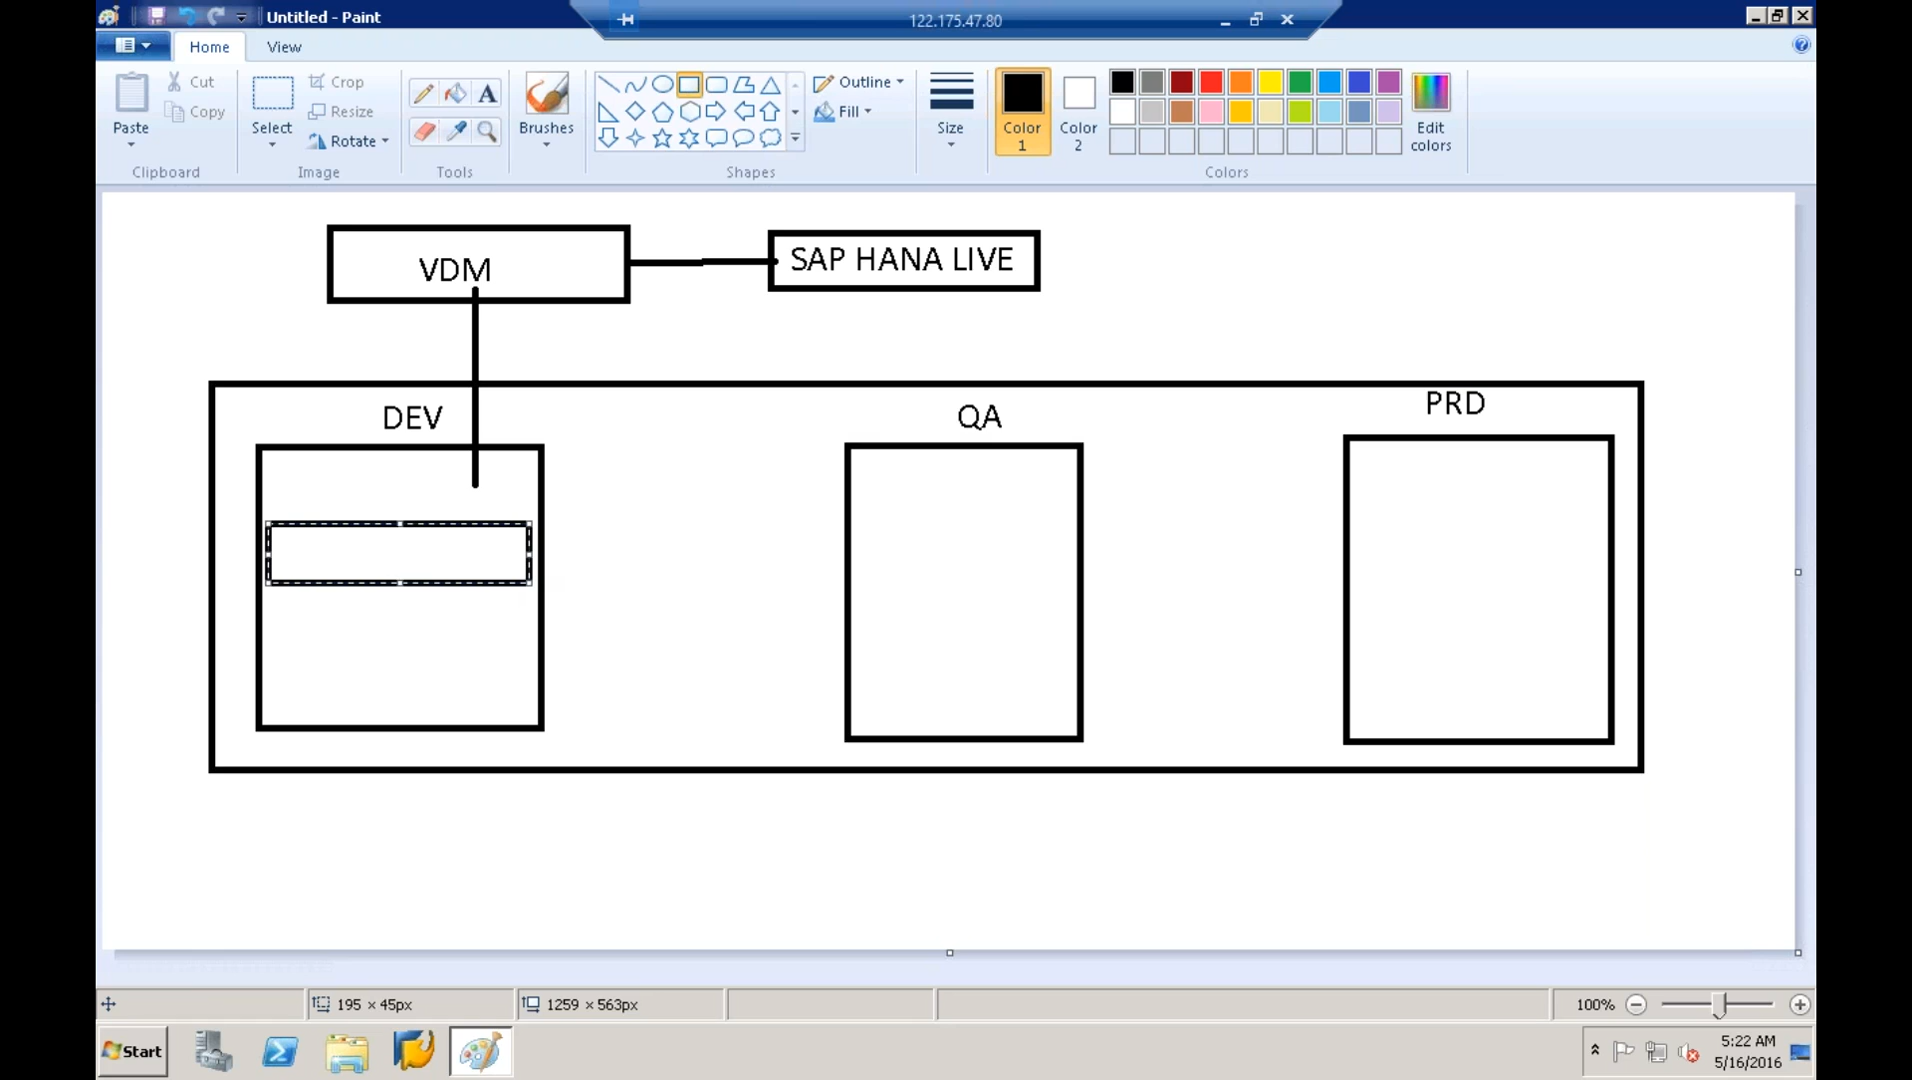 Untitled - Paint
122.175.47.80
Home
View
Paste
Cut
Copy
Clipboard
Select
Crop
Resize
Rotate
Image
A
Tools
Brushes
Outline
Fill
Shapes
Size
Color
1
Color
2
Edit
colors
Colors
VDM
SAP HANA LIVE
DEV
QA
PRD
195 × 45px
1259 × 563px
100%
Start
5:22 AM
5/16/2016